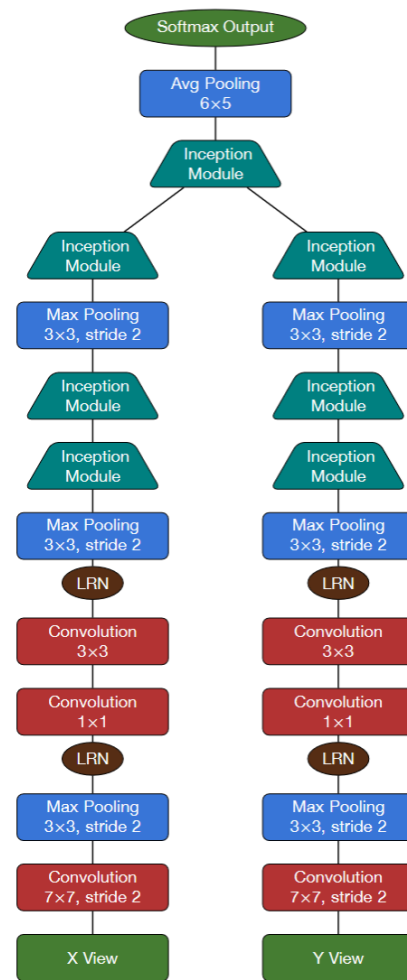 Softmax Output
Avg Pooling
6×5
Inception
Module
Inception
Module
Inception
Module
Max Pooling
3×3, stride 2
Max Pooling
3×3, stride 2
Inception
Module
Inception
Module
Inception
Module
Inception
Module
Max Pooling
3×3, stride 2
Max Pooling
3×3, stride 2
LRN
LRN
Convolution
3×3
Convolution
3×3
Convolution
1×1
Convolution
1×1
LRN
LRN
Max Pooling
3×3, stride 2
Max Pooling
3×3, stride 2
Convolution
7×7, stride 2
Convolution
7×7, stride 2
X View
Y View